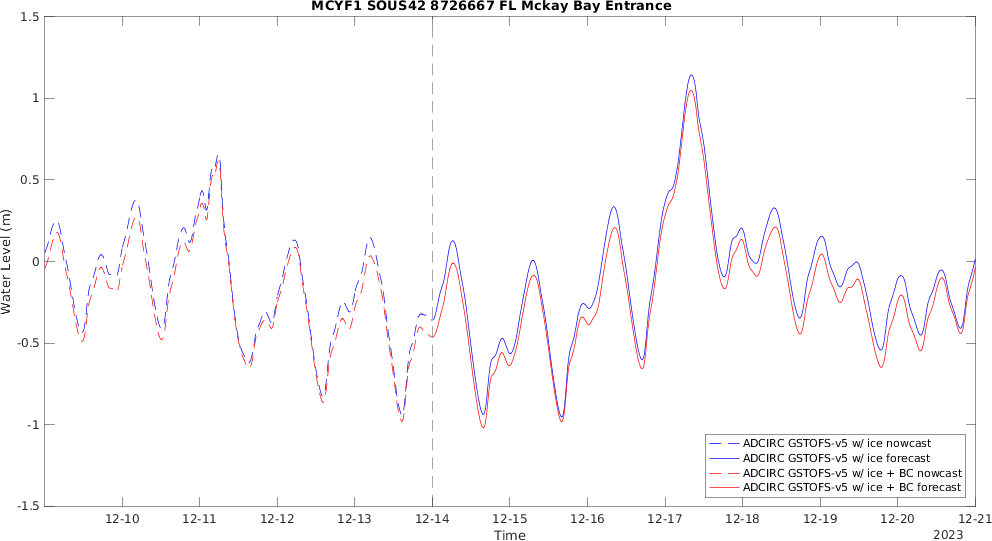 MCYF1 SOUS42 8726667 FL Mckay Bay Entrance
1.5
1
0.5
0
-0.5
-1
-1.5
Water Level (m)
12-10 12-11 12-12 12-13 12-14 12-15 12-16 12-17 12-18 12-19 12-20 12-21
Time
2023
ADCIRC GSTOFS-v5 w/ ice nowcast
ADCIRC GSTOFS-v5 w/ ice forecast
ADCIRC GSTOFS-v5 w/ ice + BC nowcast
ADCIRC GSTOFS-v5 w/ ice + BC forecast